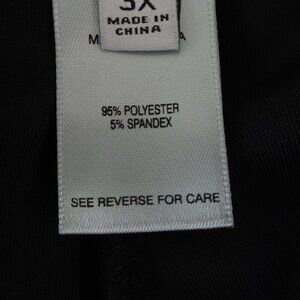 3X
MADE IN
CHINA
95% POLYESTER
5% SPANDEX
SEE REVERSE FOR CARE